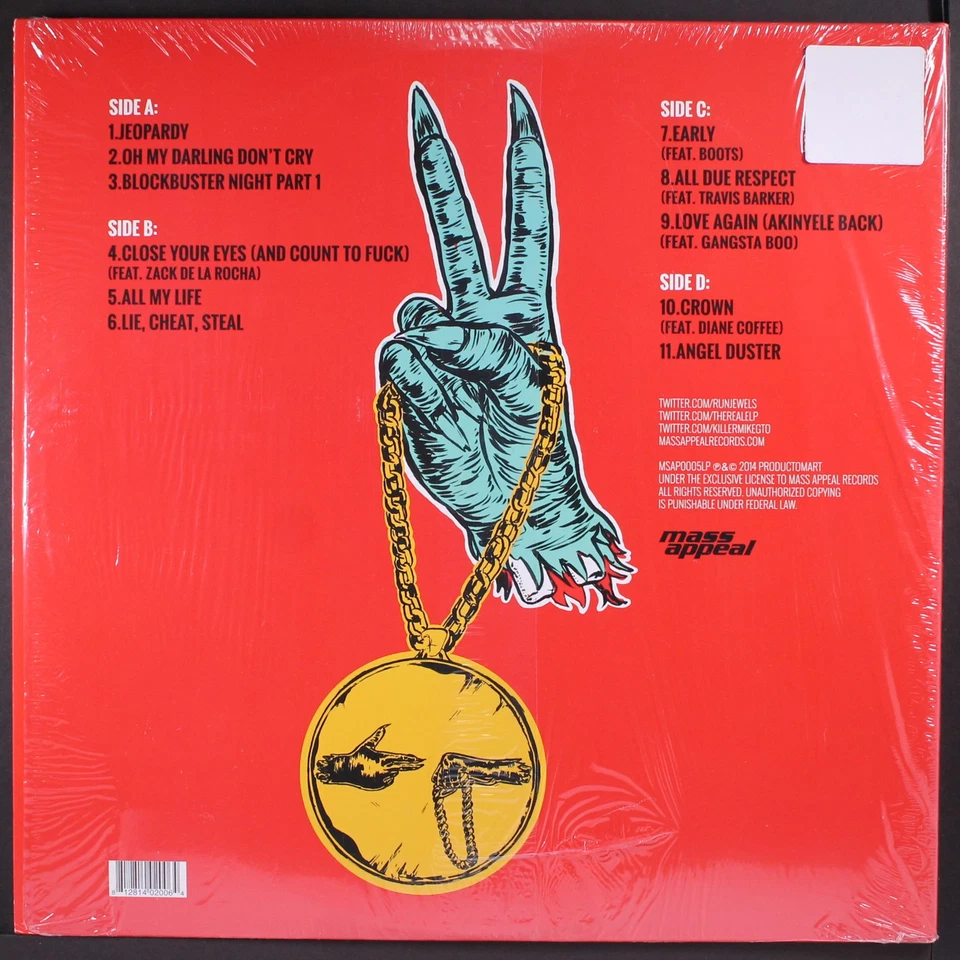 SIDE A:
1.JEOPARDY
2.OH MY DARLING DON'T CRY
3.BLOCKBUSTER NIGHT PART 1
SIDE B:
4.CLOSE YOUR EYES (AND COUNT TO FUCK)
(FEAT. ZACK DE LA ROCHA)
5.ALL MY LIFE
6.LIE, CHEAT, STEAL
SIDE C:
7.EARLY
(FEAT. BOOTS)
8.ALL DUE RESPECT
(FEAT. TRAVIS BARKER)
9.LOVE AGAIN (AKINYELE BACK)
(FEAT. GANGSTA BOO)
SIDE D:
10.CROWN
(FEAT. DIANE COFFEE)
11.ANGEL DUSTER
TWITTER.COM/RUNJEWELS
TWITTER.COM/THEREALELP
TWITTER.COM/KILLERMIKEGTO
MASSAPPEALRECORDS.COM
MSAP0005LP ℗&© 2014 PRODUCTOMART
UNDER THE EXCLUSIVE LICENSE TO MASS APPEAL RECORDS
ALL RIGHTS RESERVED. UNAUTHORIZED COPYING
IS PUNISHABLE UNDER FEDERAL LAW.
mass
appeal
8 12814 02006 4